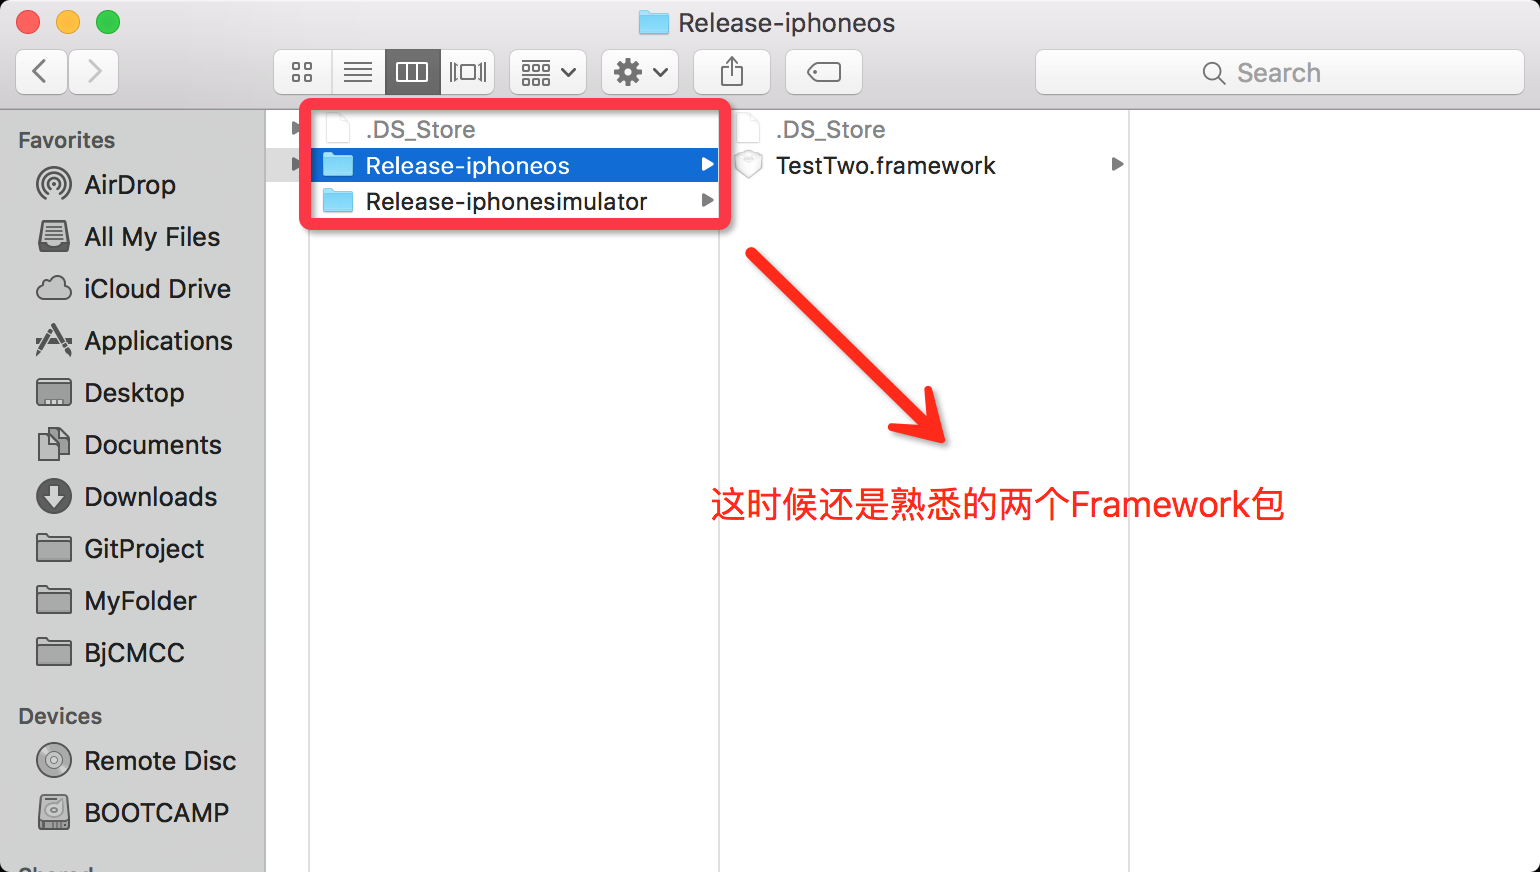 Release-iphoneos
Search
Favorites
AirDrop
All My Files
iCloud Drive
Applications
Desktop
Documents
Downloads
GitProject
MyFolder
BjCMCC
Devices
Remote Disc
BOOTCAMP
Shared
.DS_Store
Release-iphoneos
Release-iphonesimulator
.DS_Store
TestTwo.framework
这时候还是熟悉的两个Framework包